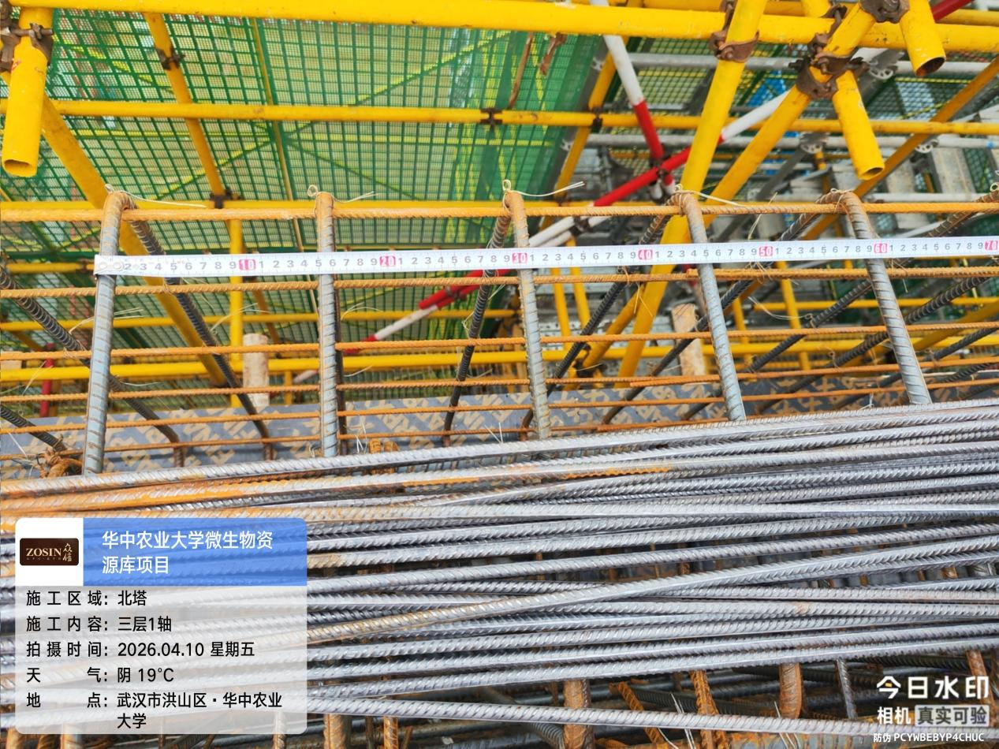 2 3 4 5 6 7 8 9 10 1 2 3 4 5 6 7 8 9 20 1 2 3 4 5 6 7 8 9 30 1 2 3 4 5 6 7 8 9 40 1 2 3 4 5 6 7 8 9 50 1 2 3 4 5 6 7 8 9 60 1 2 3 4 5 6 7 8 9 70
ZOSIN 众信
华中农业大学微生物资
源库项目
施工区域：北塔
施工内容：三层1轴
拍摄时间：2026.04.10 星期五
天气：阴 19℃
地点：武汉市洪山区·华中农业
大学
今日水印
相机 真实可验
防伪 PCYWBEBYP4CHUC